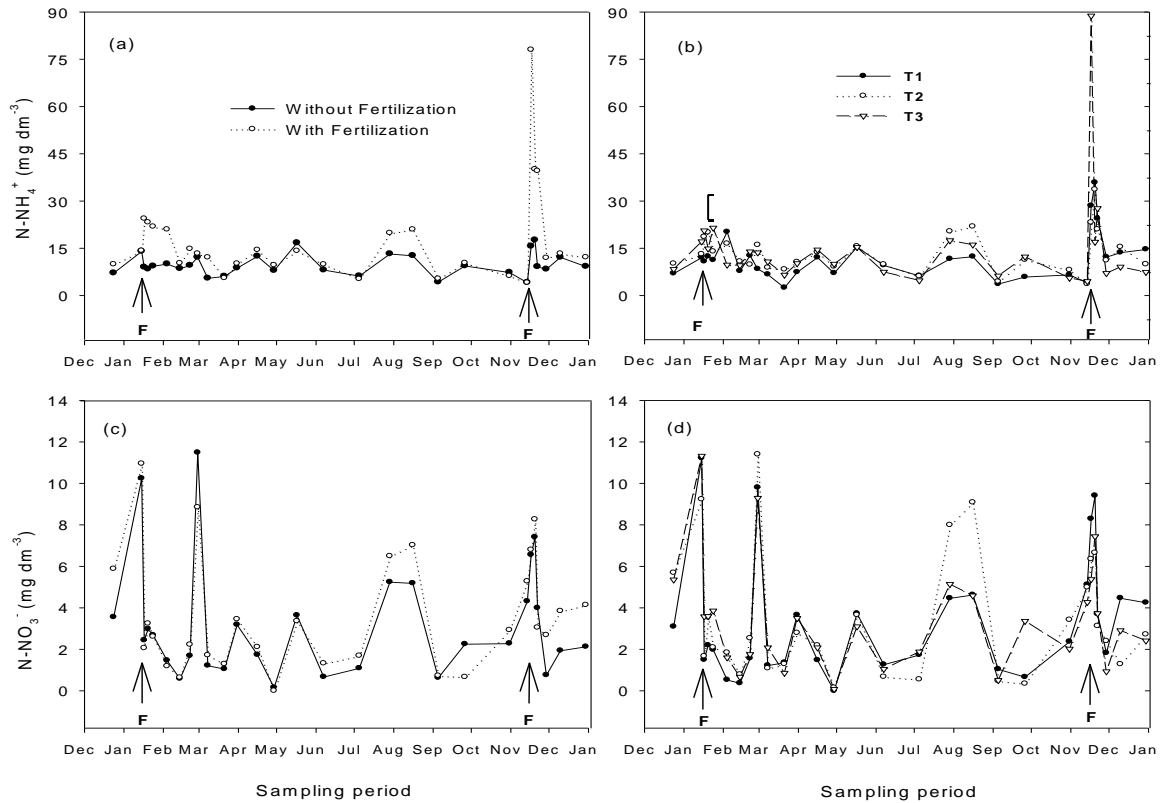 90
75
60
45
30
15
0
N-NH4+ (mg dm-3)
(a)
Without Fertilization
With Fertilization
F
F
Dec Jan Feb Mar Apr May Jun Jul Aug Sep Oct Nov Dec Jan
90
75
60
45
30
15
0
(b)
T1
T2
T3
F
F
Dec Jan Feb Mar Apr May Jun Jul Aug Sep Oct Nov Dec Jan
14
12
10
8
6
4
2
0
N-NO3- (mg dm-3)
(c)
F
F
Dec Jan Feb Mar Apr May Jun Jul Aug Sep Oct Nov Dec Jan
Sampling period
14
12
10
8
6
4
2
0
(d)
F
F
Dec Jan Feb Mar Apr May Jun Jul Aug Sep Oct Nov Dec Jan
Sampling period